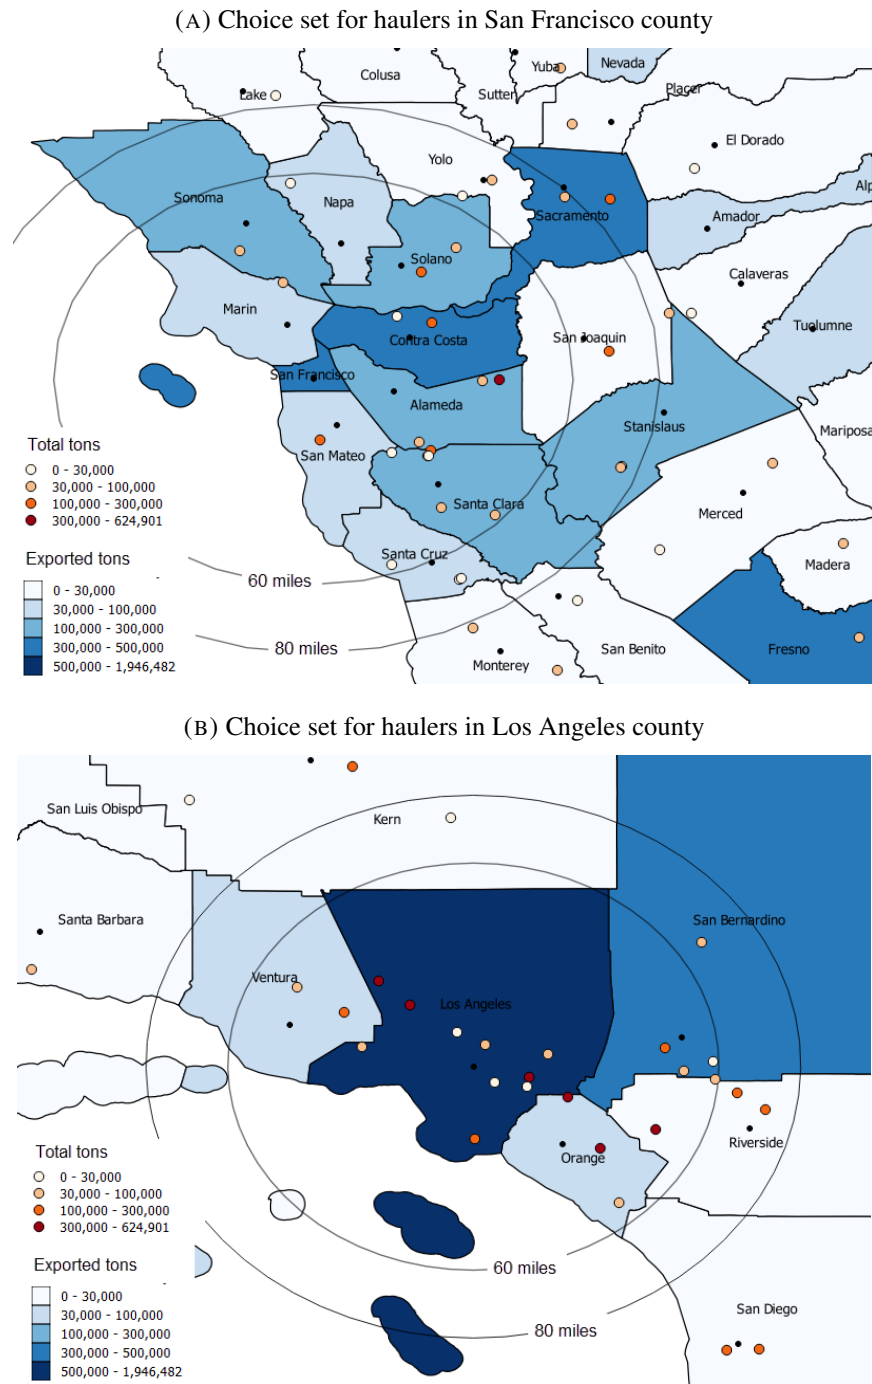 (A) Choice set for haulers in San Francisco county
Colusa
Yuba
Nevada
Lake
Sutter
Placer
El Dorado
Yolo
Sonoma
Napa
Sacramento
Amador
Alp
Solano
Calaveras
Marin
Contra Costa
San Joaquin
Tuolumne
San Francisco
Alameda
Stanislaus
Mariposa
Total tons
0 - 30,000
30,000 - 100,000
100,000 - 300,000
300,000 - 624,901
San Mateo
Santa Clara
Merced
Santa Cruz
Madera
Exported tons
0 - 30,000
30,000 - 100,000
100,000 - 300,000
300,000 - 500,000
500,000 - 1,946,482
60 miles
80 miles
San Benito
Fresno
Monterey
(B) Choice set for haulers in Los Angeles county
San Luis Obispo
Kern
Santa Barbara
San Bernardino
Ventura
Los Angeles
Riverside
Orange
Total tons
0 - 30,000
30,000 - 100,000
100,000 - 300,000
300,000 - 624,901
60 miles
Exported tons
0 - 30,000
30,000 - 100,000
100,000 - 300,000
300,000 - 500,000
500,000 - 1,946,482
San Diego
80 miles